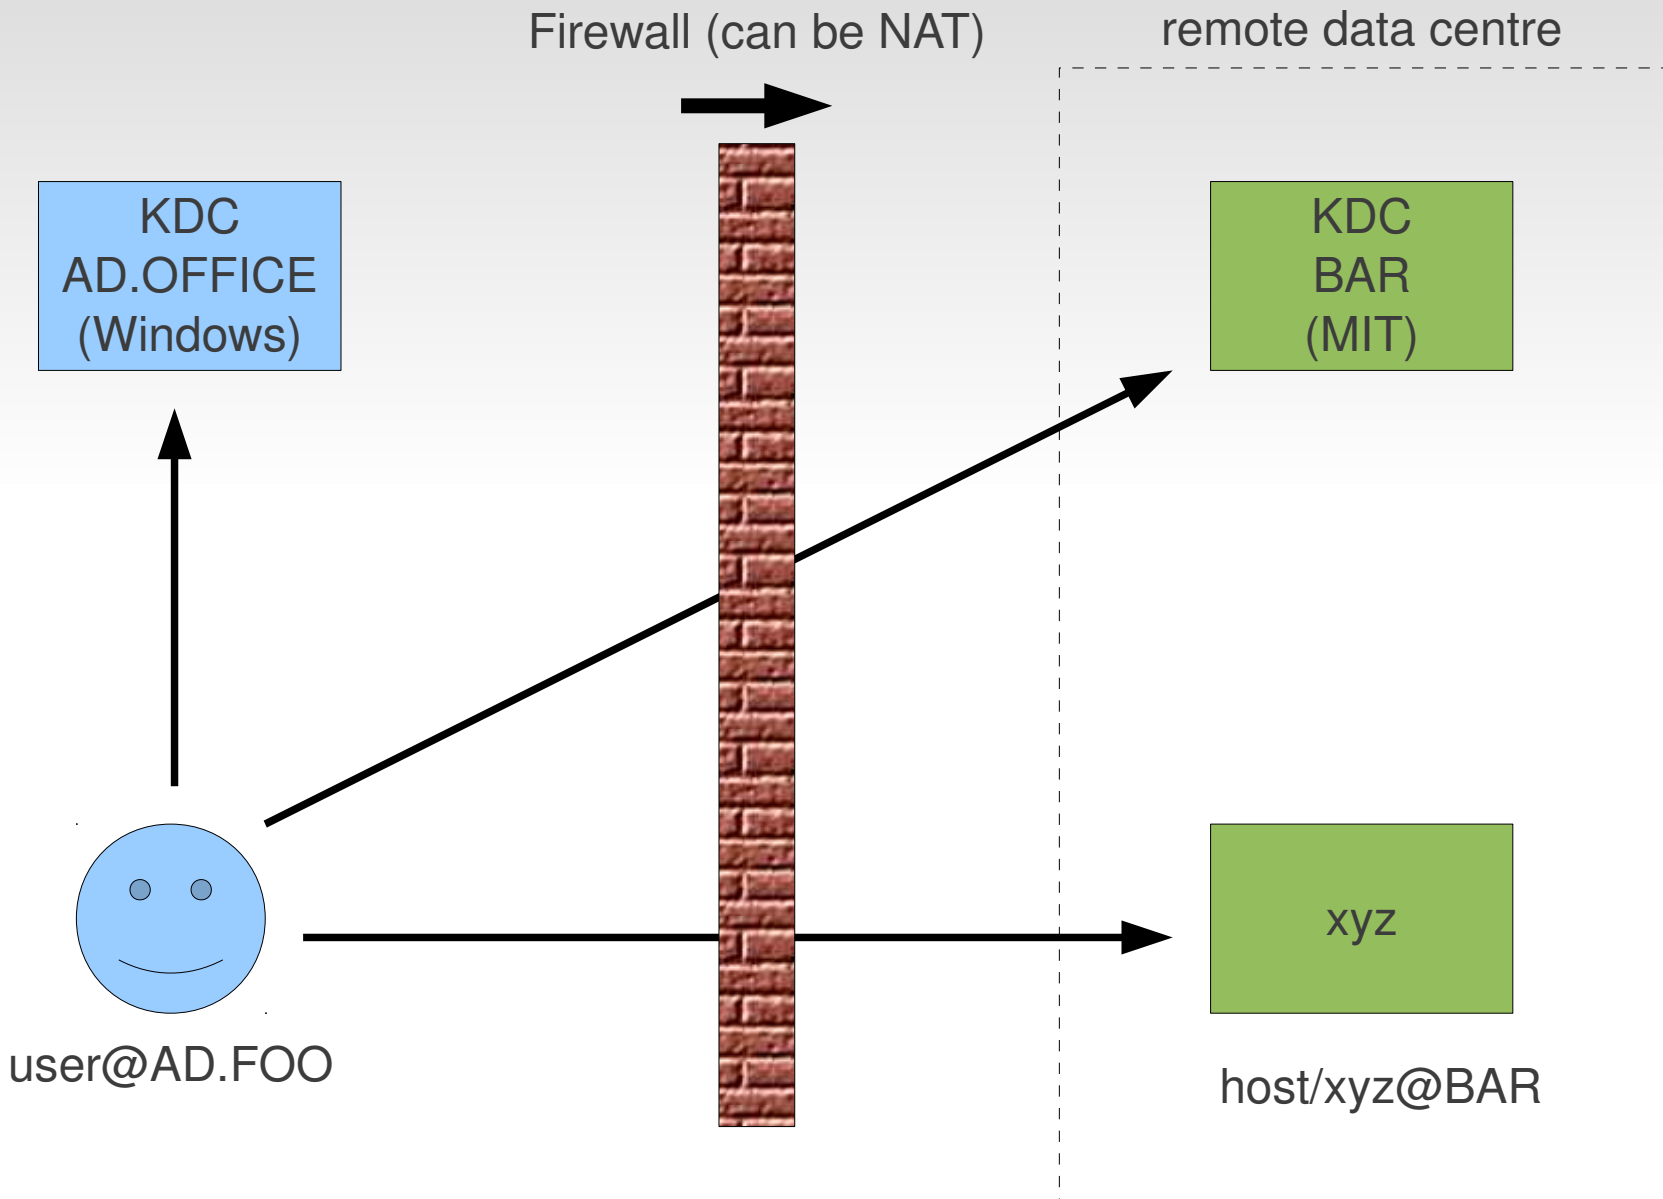 Firewall (can be NAT)
remote data centre
KDC
AD.OFFICE
(Windows)
KDC
BAR
(MIT)
xyz
user@AD.FOO
host/xyz@BAR